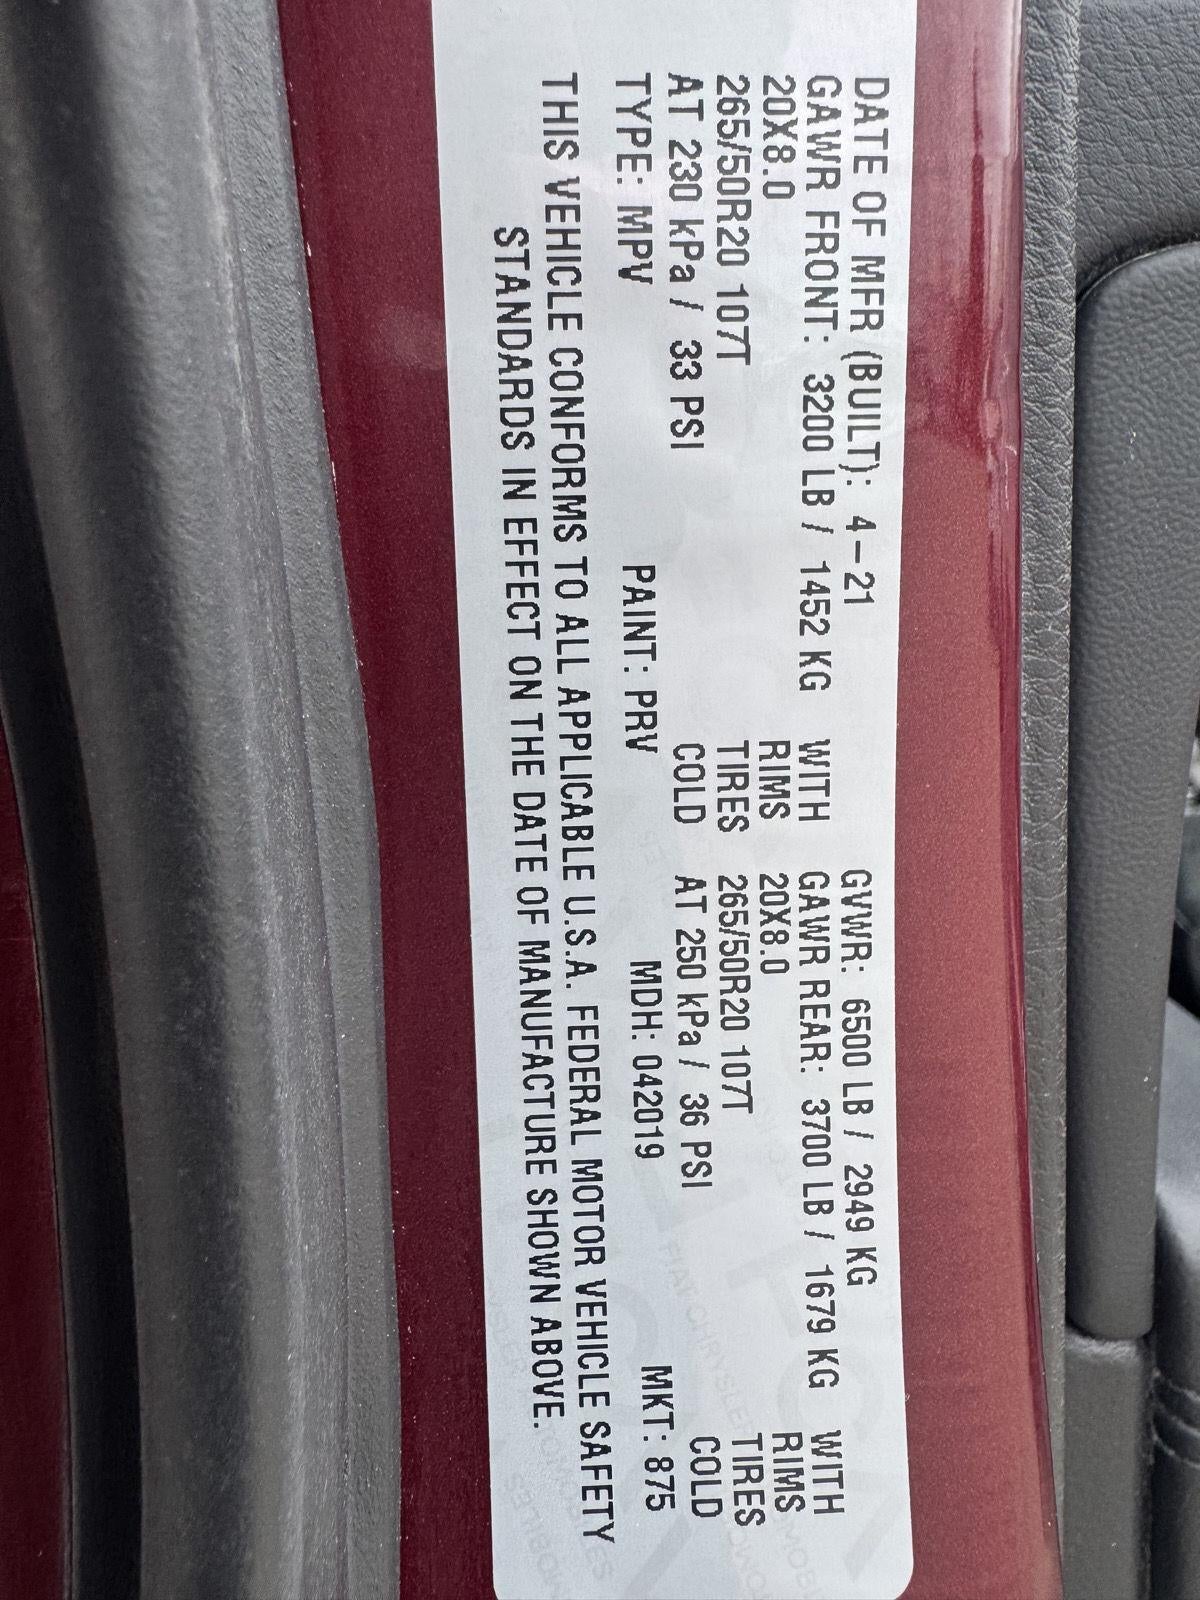 DATE OF MFR (BUILT): 4-21 GVWR: 6500 LB / 2949 KG
GAWR FRONT: 3200 LB / 1452 KG WITH GAWR REAR: 3700 LB / 1679 KG WITH
20X8.0 RIMS 20X8.0 RIMS
265/50R20 107T TIRES 265/50R20 107T TIRES
AT 230 kPa / 33 PSI COLD AT 250 kPa / 36 PSI COLD
TYPE: MPV PAINT: PRV MDH: 042019 MKT: 875
THIS VEHICLE CONFORMS TO ALL APPLICABLE U.S.A. FEDERAL MOTOR VEHICLE SAFETY
STANDARDS IN EFFECT ON THE DATE OF MANUFACTURE SHOWN ABOVE.